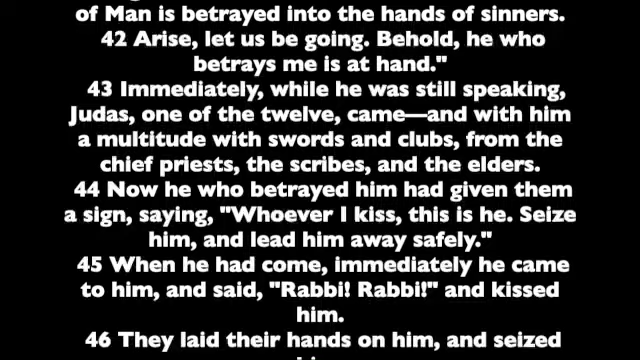 of Man is betrayed into the hands of sinners.
42 Arise, let us be going. Behold, he who
betrays me is at hand."
43 Immediately, while he was still speaking,
Judas, one of the twelve, came—and with him
a multitude with swords and clubs, from the
chief priests, the scribes, and the elders.
44 Now he who betrayed him had given them
a sign, saying, "Whoever I kiss, this is he. Seize
him, and lead him away safely."
45 When he had come, immediately he came
to him, and said, "Rabbi! Rabbi!" and kissed
him.
46 They laid their hands on him, and seized